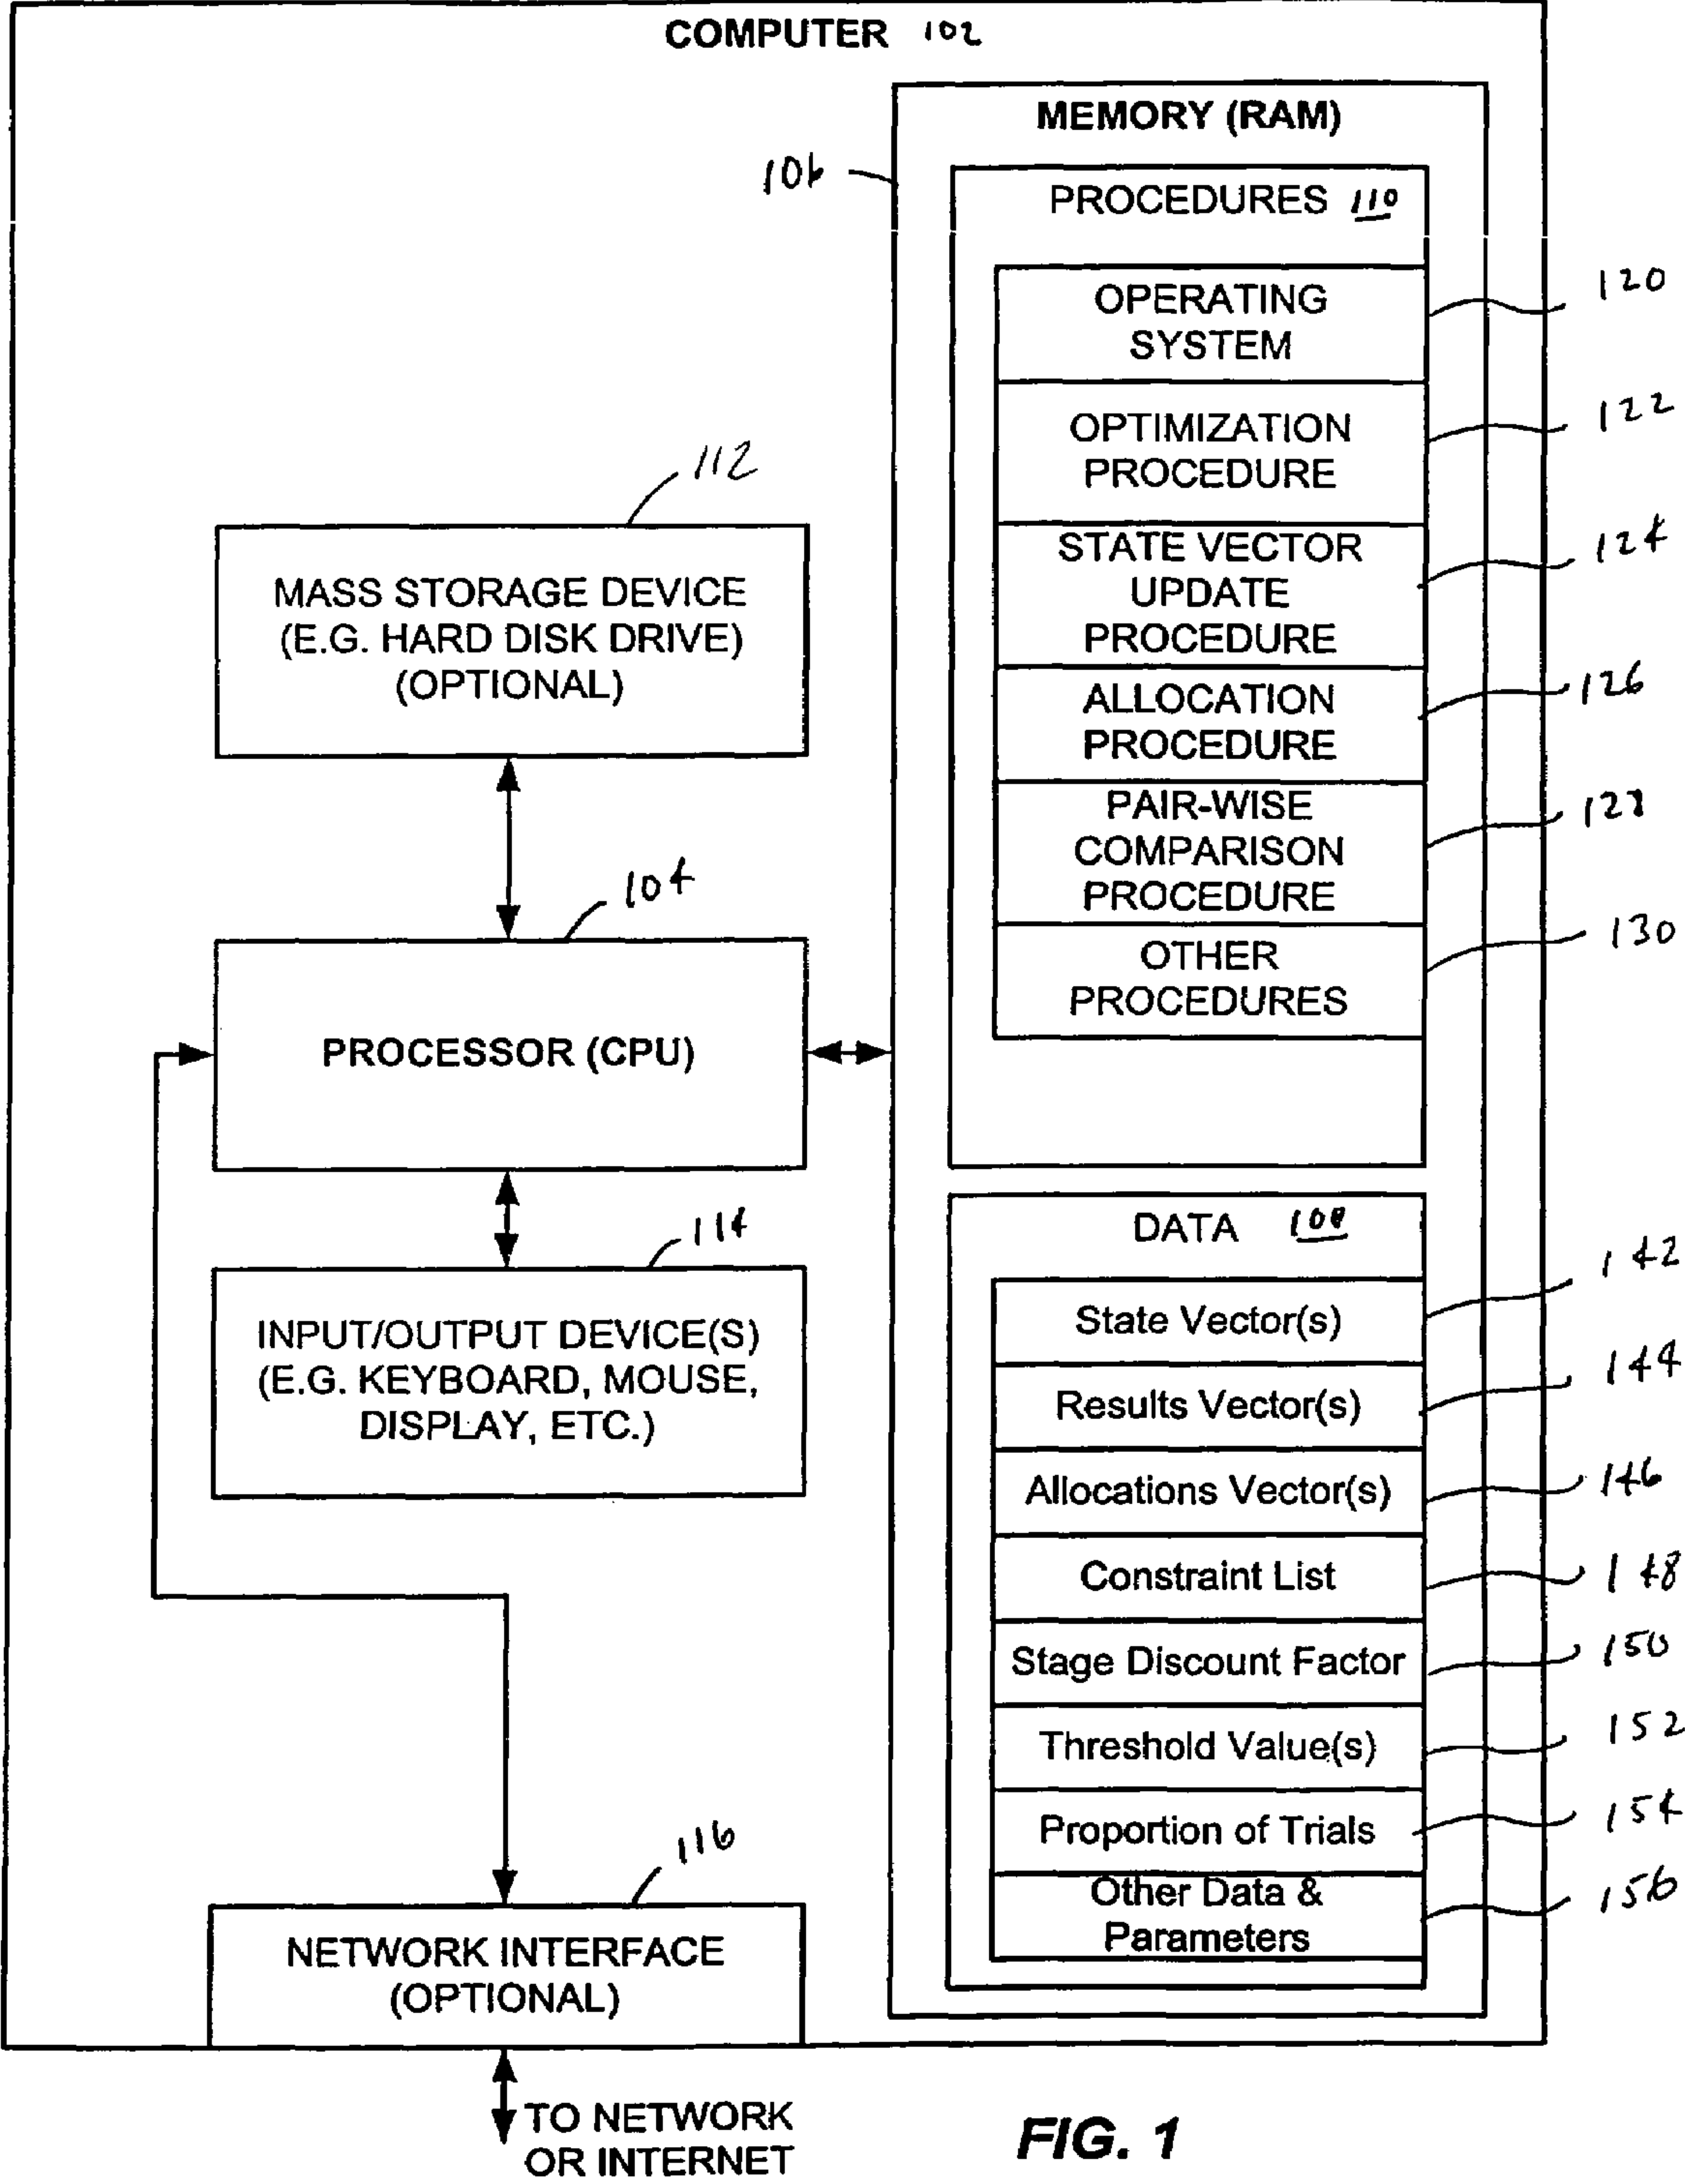 COMPUTER 102
MEMORY (RAM)
106
PROCEDURES 110
OPERATING
SYSTEM
120
OPTIMIZATION
PROCEDURE
122
STATE VECTOR
UPDATE
PROCEDURE
124
ALLOCATION
PROCEDURE
126
PAIR-WISE
COMPARISON
PROCEDURE
128
OTHER
PROCEDURES
130
112
MASS STORAGE DEVICE
(E.G. HARD DISK DRIVE)
(OPTIONAL)
104
PROCESSOR (CPU)
114
INPUT/OUTPUT DEVICE(S)
(E.G. KEYBOARD, MOUSE,
DISPLAY, ETC.)
DATA 108
State Vector(s)
142
Results Vector(s)
144
Allocations Vector(s)
146
Constraint List
148
Stage Discount Factor
150
Threshold Value(s)
152
Proportion of Trials
154
Other Data &
Parameters
156
116
NETWORK INTERFACE
(OPTIONAL)
TO NETWORK
OR INTERNET
FIG. 1